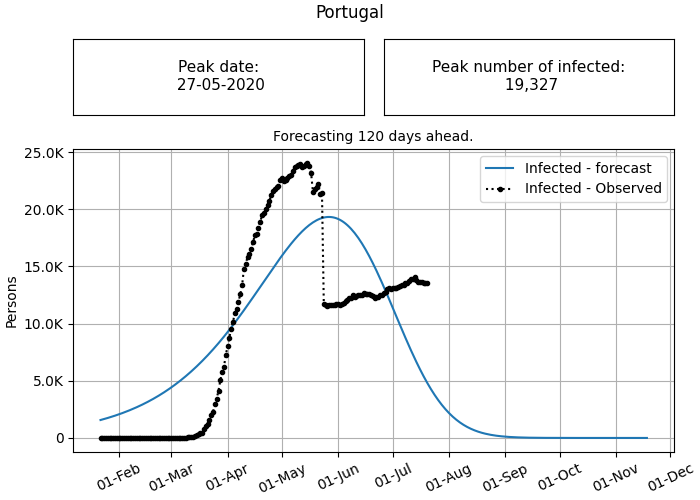 Portugal
Peak date:
27-05-2020
Peak number of infected:
19,327
Forecasting 120 days ahead.
Infected - forecast
Infected - Observed
Persons
25.0K
20.0K
15.0K
10.0K
5.0K
0
01-Feb
01-Mar
01-Apr
01-May
01-Jun
01-Jul
01-Aug
01-Sep
01-Oct
01-Nov
01-Dec